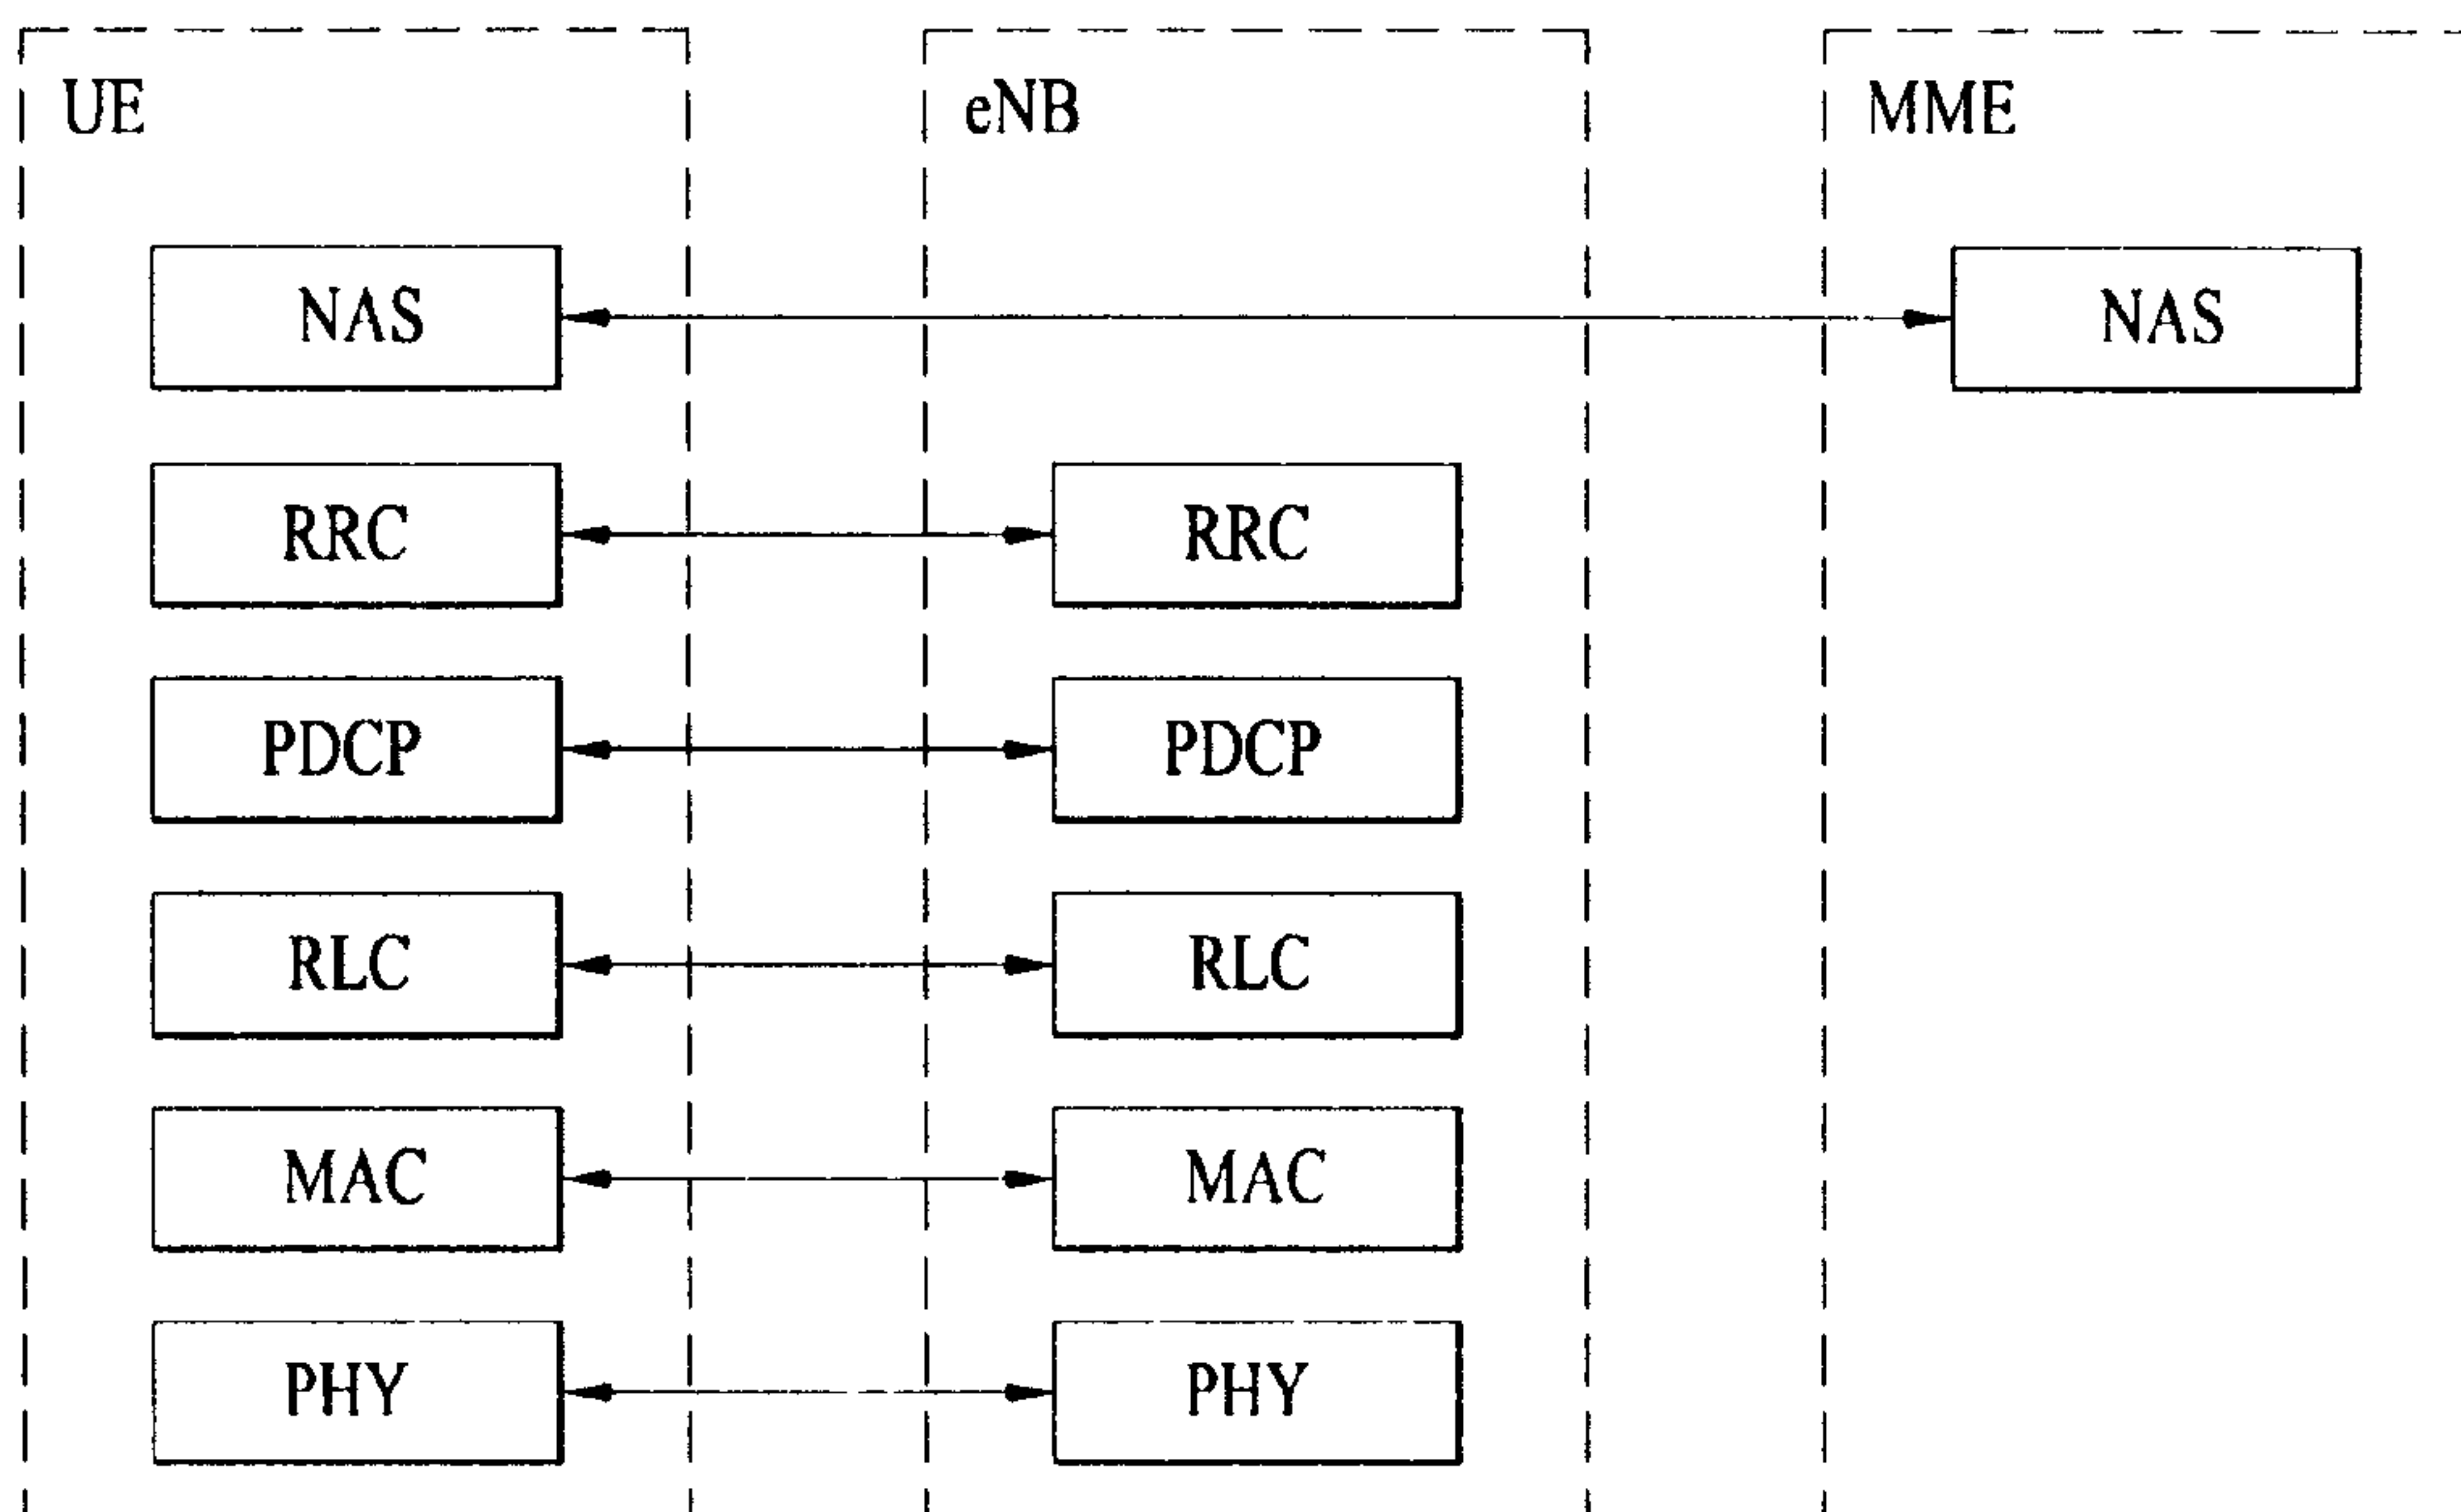 UE eNB MME
NAS NAS
RRC RRC
PDCP PDCP
RLC RLC
MAC MAC
PHY PHY